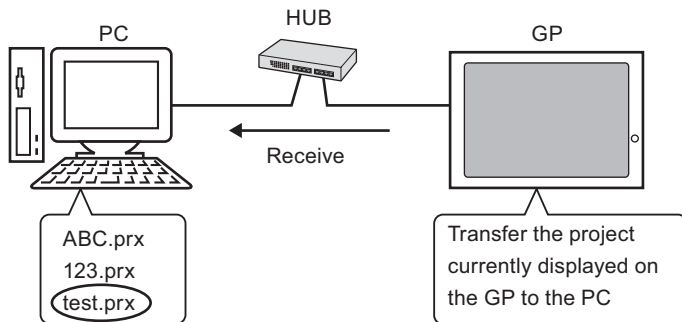 HUB
PC
GP
Receive
ABC.prx
123.prx
test.prx
Transfer the project
currently displayed on
the GP to the PC